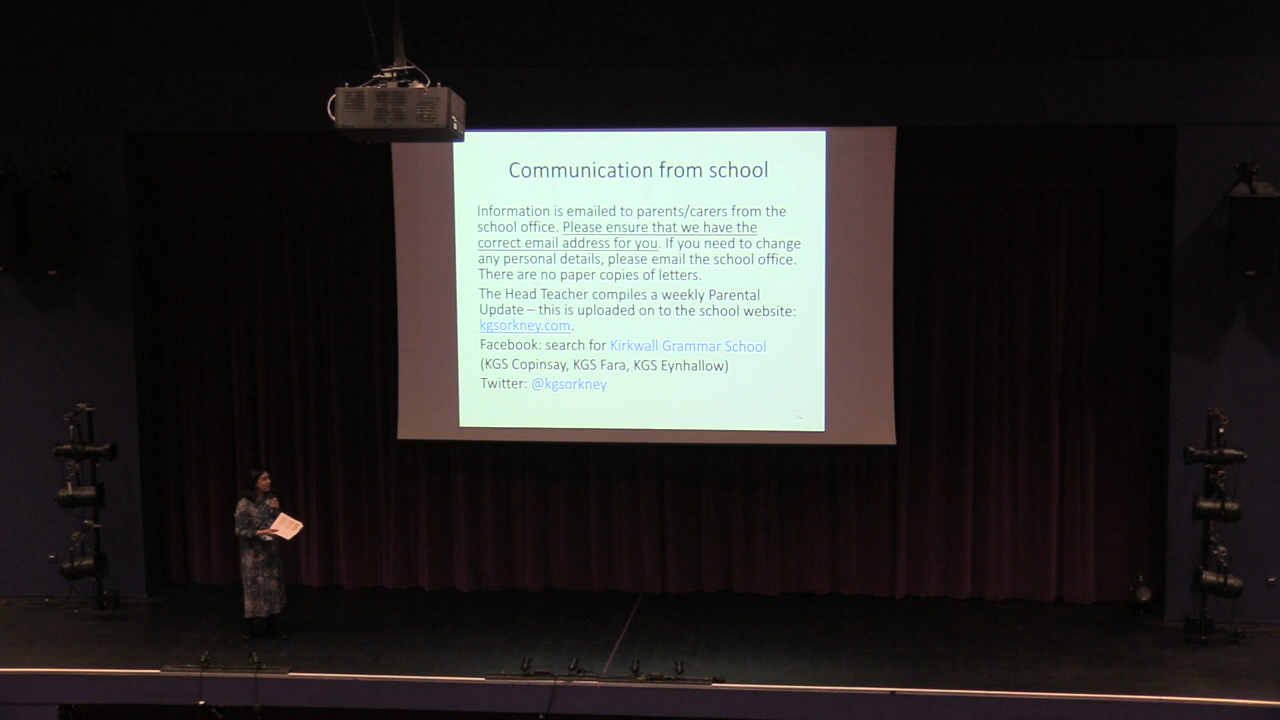 Communication from school
Information is emailed to parents/carers from the
school office. Please ensure that we have the
correct email address for you. If you need to change
any personal details, please email the school office.
There are no paper copies of letters.
The Head Teacher compiles a weekly Parental
Update – this is uploaded on to the school website:
kgsorkney.com.
Facebook: search for Kirkwall Grammar School
(KGS Copinsay, KGS Fara, KGS Eynhallow)
Twitter: @kgsorkney